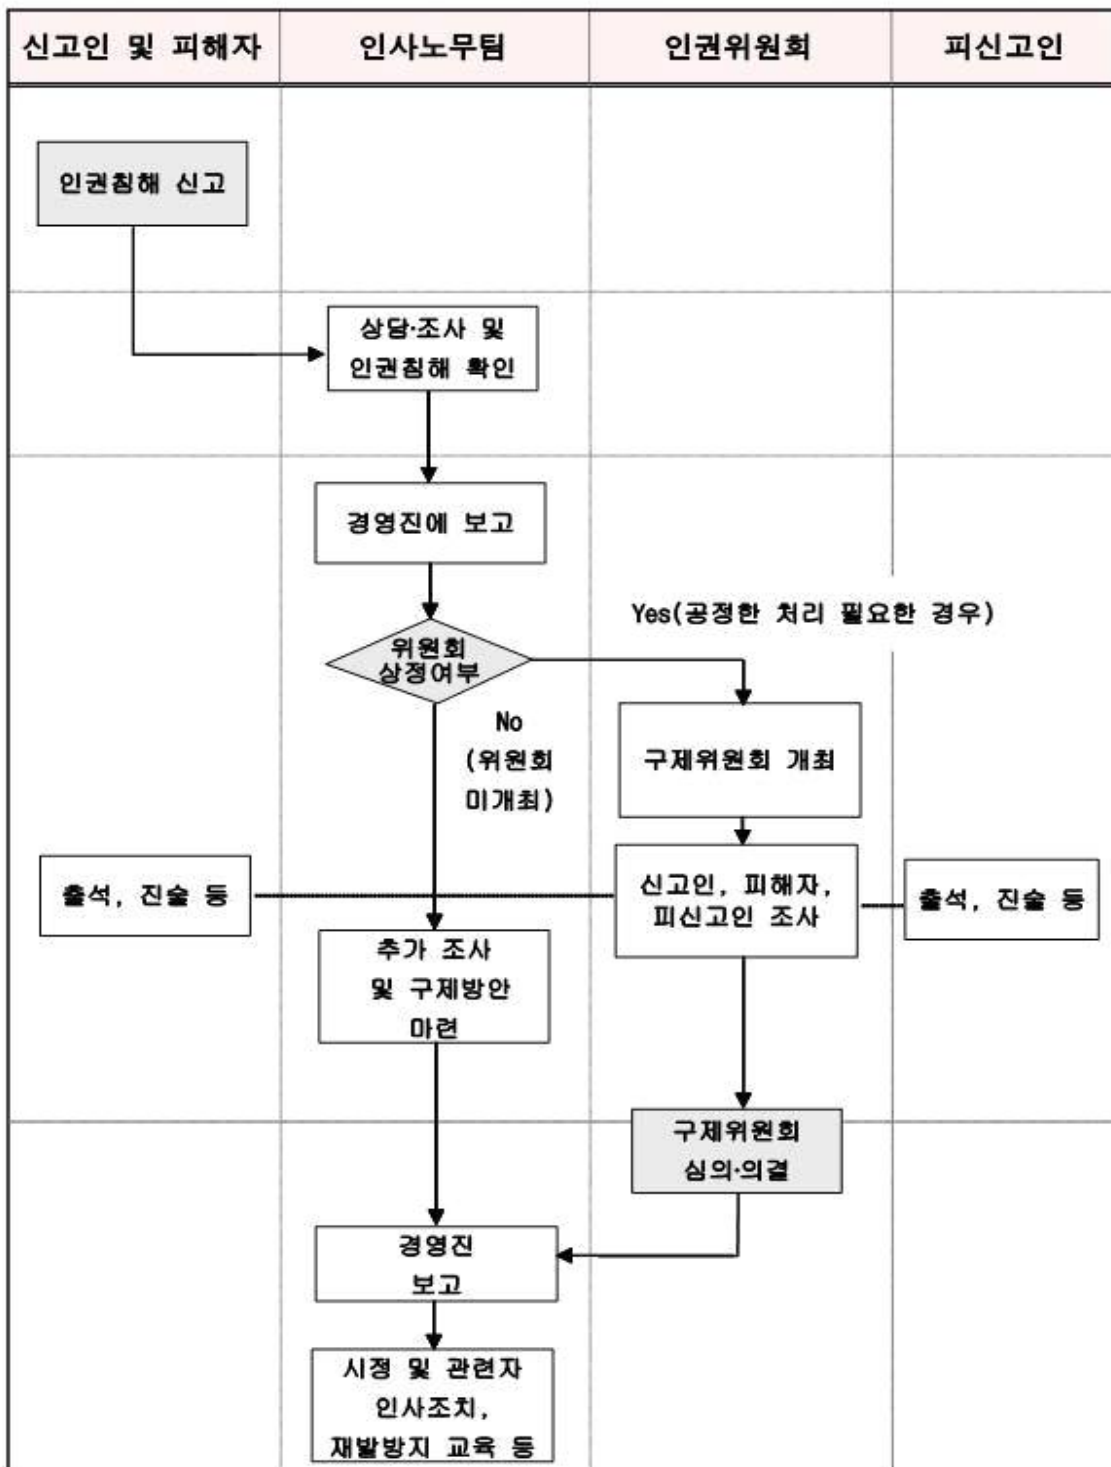 신고인 및 피해자
인사노무팀
인권위원회
피신고인
인권침해 신고
상담·조사 및
인권침해 확인
경영진에 보고
Yes(공정한 처리 필요한 경우)
위원회
상정여부
No
(위원회
미개최)
구제위원회 개최
출석, 진술 등
신고인, 피해자,
피신고인 조사
출석, 진술 등
추가 조사
및 구제방안
마련
구제위원회
심의·의결
경영진
보고
시정 및 관련자
인사조치,
재발방지 교육 등